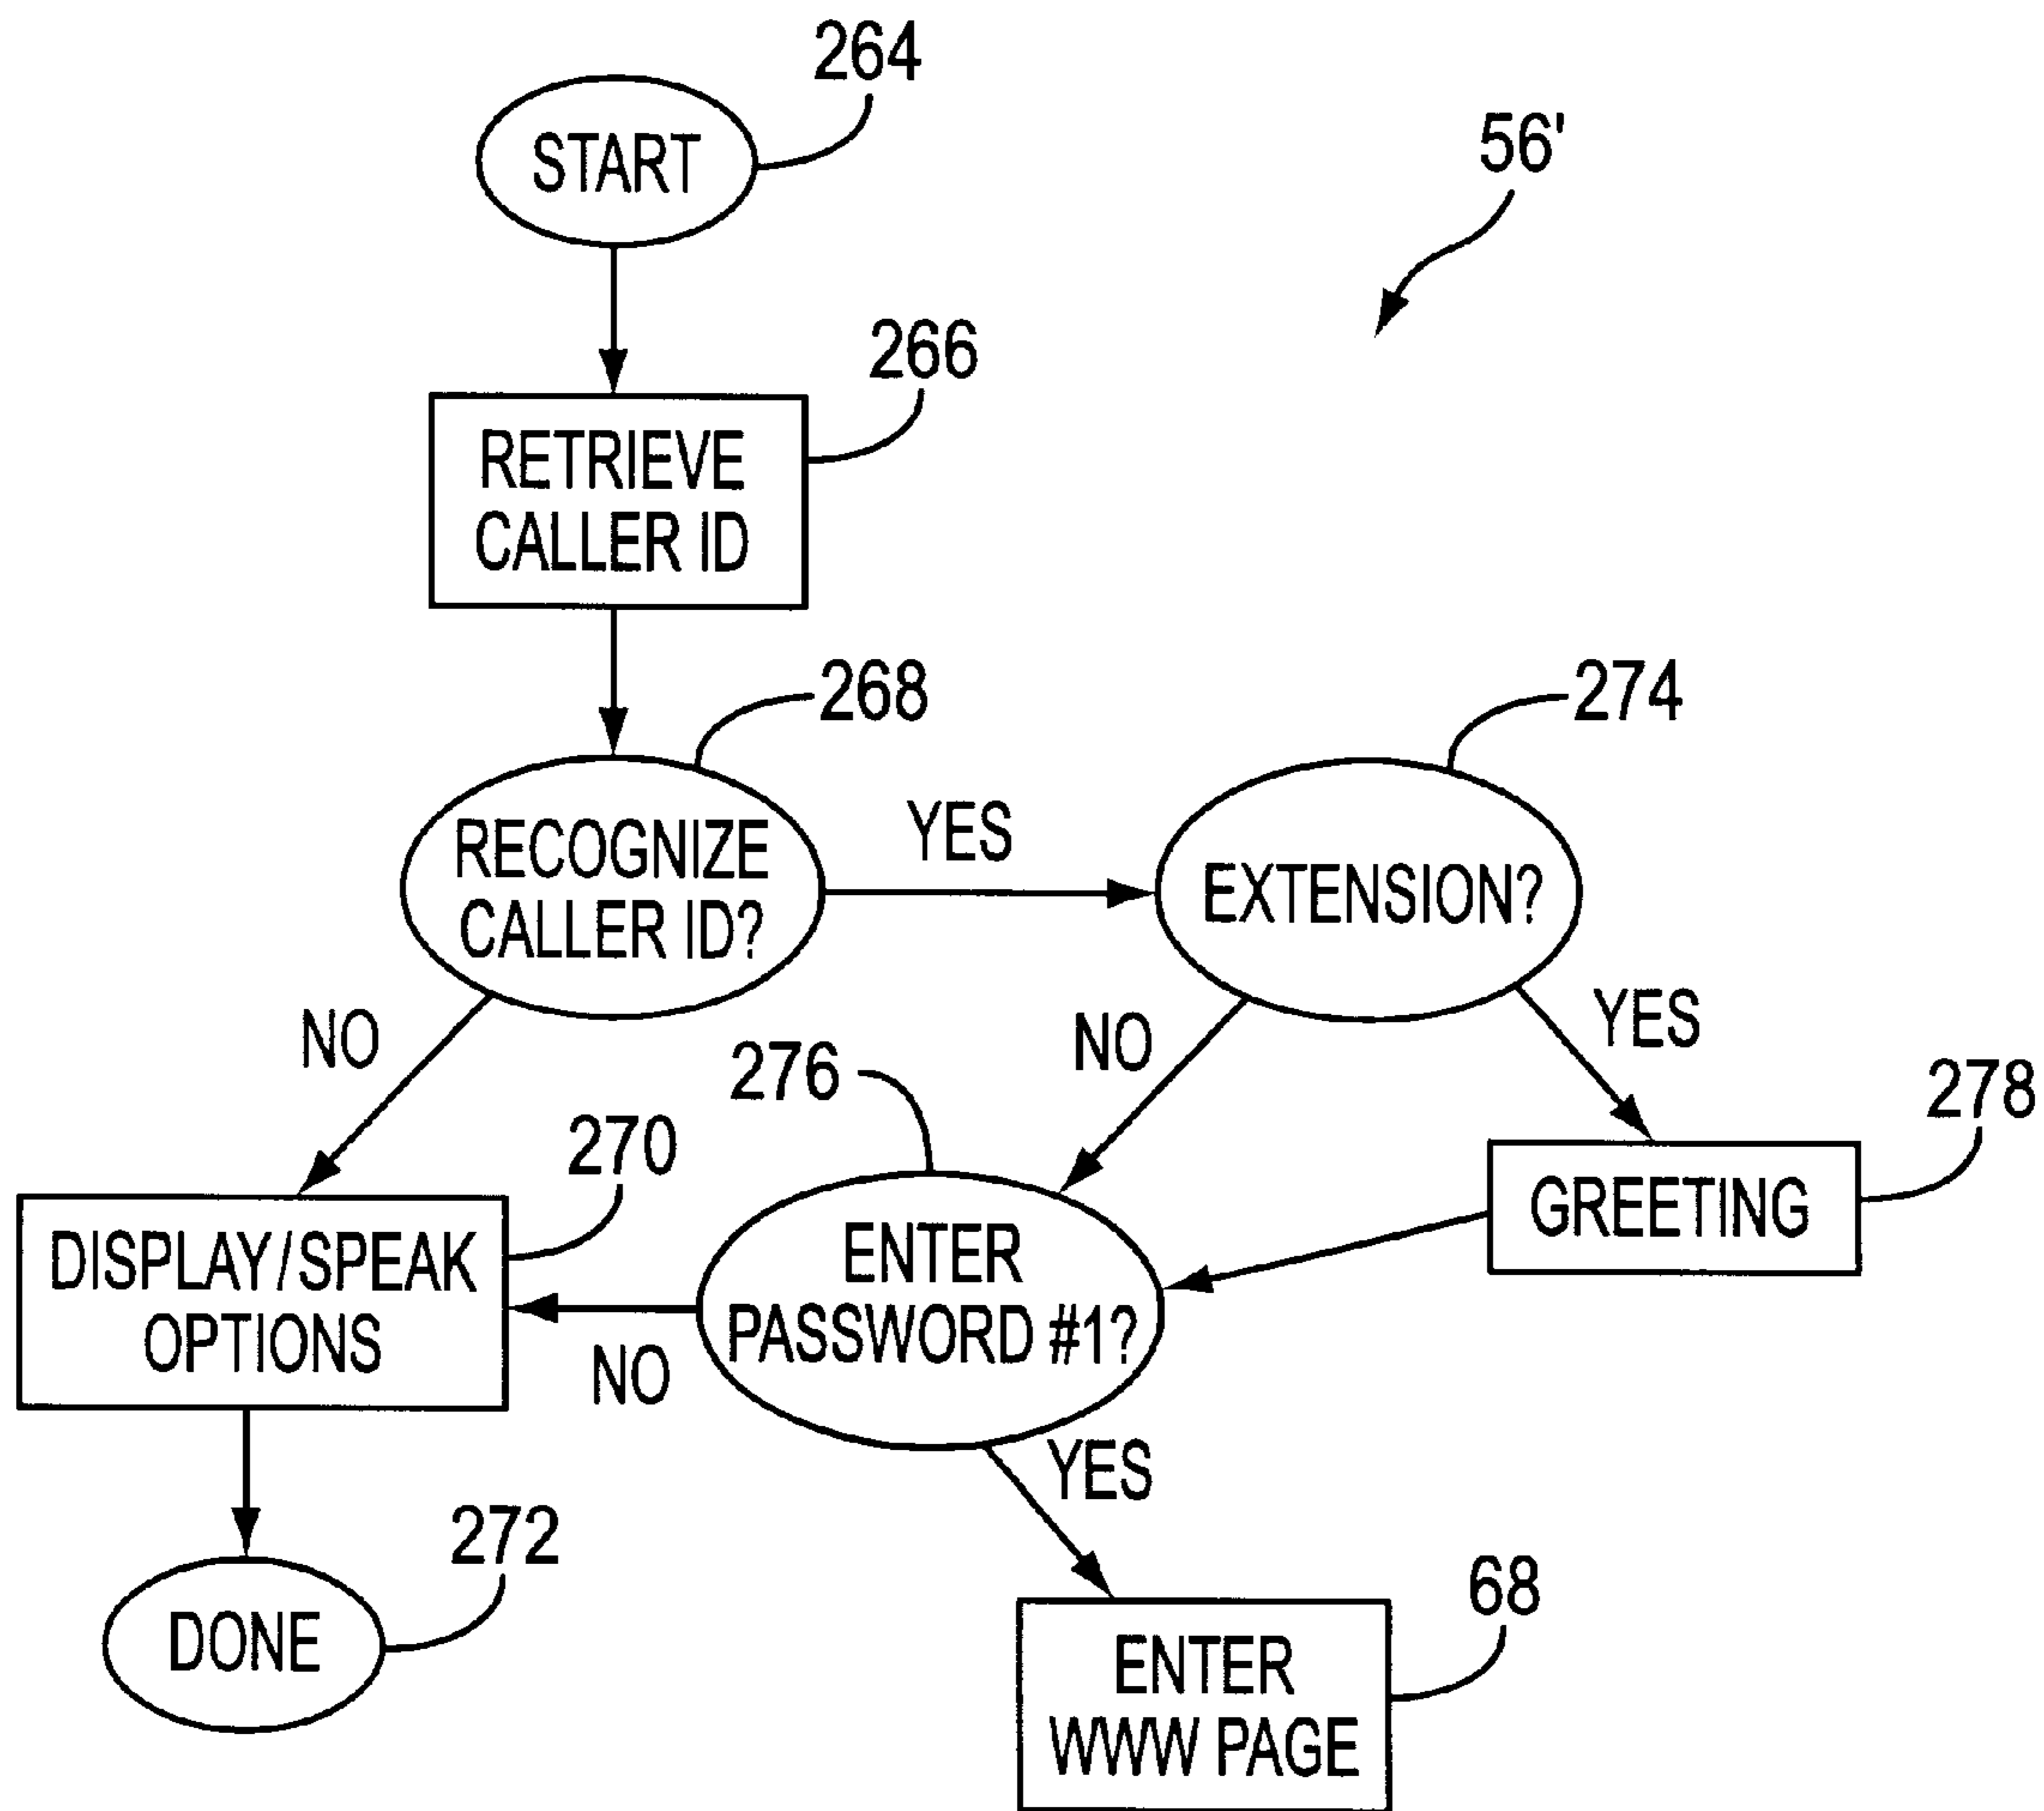 264
START
56'
266
RETRIEVE
CALLER ID
268
274
RECOGNIZE
CALLER ID?
YES
EXTENSION?
NO
NO
YES
276
278
270
GREETING
DISPLAY/SPEAK
OPTIONS
ENTER
PASSWORD #1?
NO
YES
272
DONE
68
ENTER
WWW PAGE